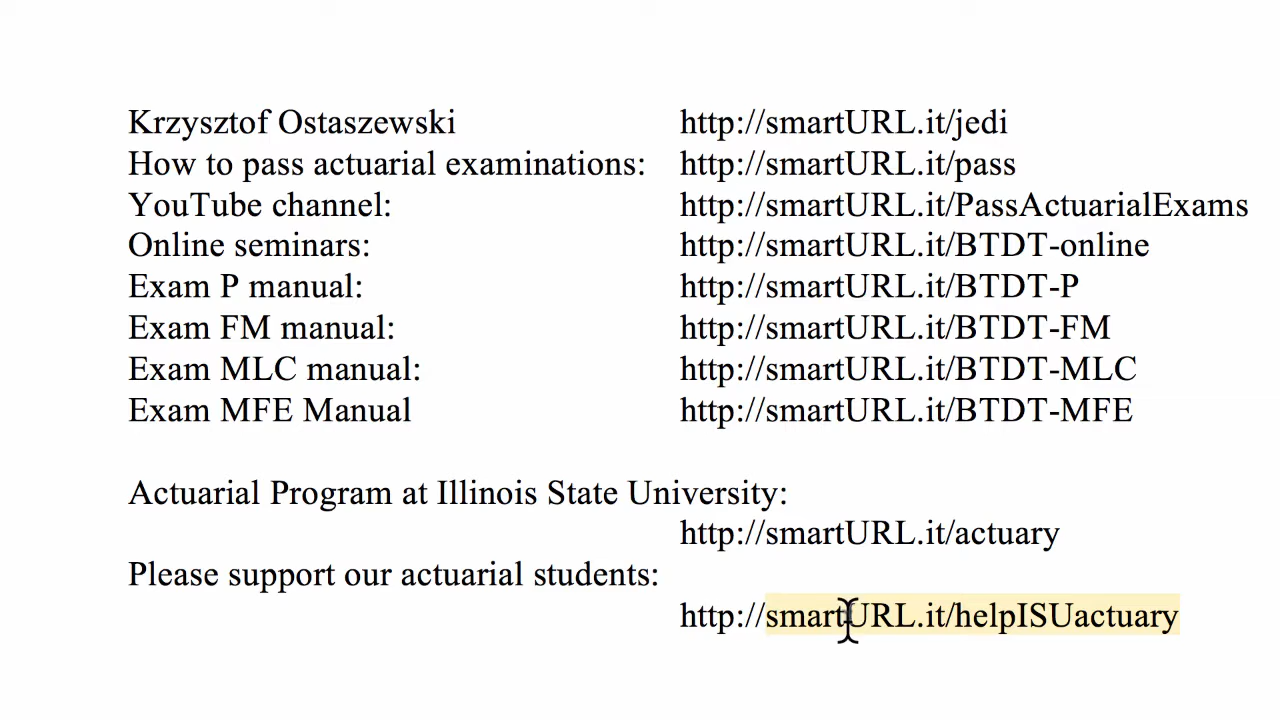 Krzysztof Ostaszewski http://smartURL.it/jedi
How to pass actuarial examinations: http://smartURL.it/pass
YouTube channel: http://smartURL.it/PassActuarialExams
Online seminars: http://smartURL.it/BTDT-online
Exam P manual: http://smartURL.it/BTDT-P
Exam FM manual: http://smartURL.it/BTDT-FM
Exam MLC manual: http://smartURL.it/BTDT-MLC
Exam MFE Manual http://smartURL.it/BTDT-MFE
Actuarial Program at Illinois State University:
http://smartURL.it/actuary
Please support our actuarial students:
http://smartURL.it/helpISUactuary